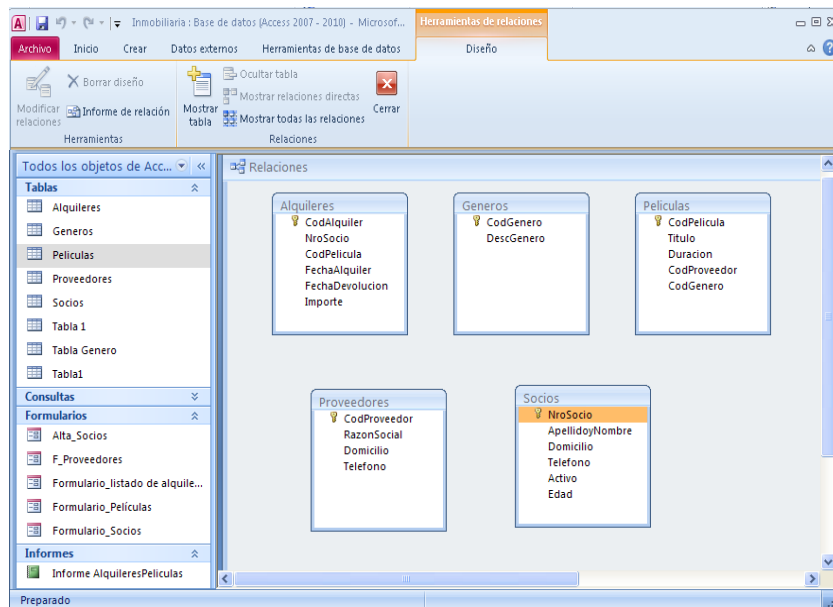 Inmobiliaria : Base de datos (Access 2007 - 2010) - Microsof...
Herramientas de relaciones
Archivo Inicio Crear Datos externos Herramientas de base de datos Diseño
Modificar relaciones
Borrar diseño
Informe de relación
Herramientas
Mostrar tabla
Ocultar tabla
Mostrar relaciones directas
Mostrar todas las relaciones
Cerrar
Relaciones
Todos los objetos de Acc...
Tablas
Alquileres
Generos
Peliculas
Proveedores
Socios
Tabla 1
Tabla Genero
Tabla1
Consultas
Formularios
Alta_Socios
F_Proveedores
Formulario_listado de alquile...
Formulario_Películas
Formulario_Socios
Informes
Informe AlquileresPeliculas
Relaciones
Alquileres
CodAlquiler
NroSocio
CodPelicula
FechaAlquiler
FechaDevolucion
Importe
Generos
CodGenero
DescGenero
Peliculas
CodPelicula
Titulo
Duracion
CodProveedor
CodGenero
Proveedores
CodProveedor
RazonSocial
Domicilio
Telefono
Socios
NroSocio
ApellidoyNombre
Domicilio
Telefono
Activo
Edad
Preparado